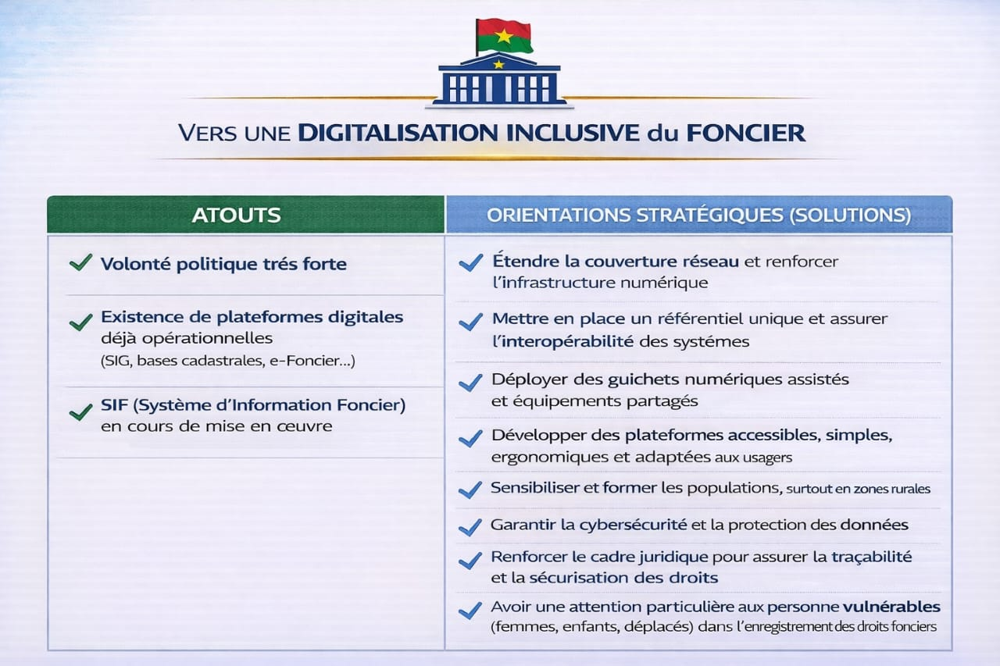 VERS UNE DIGITALISATION INCLUSIVE du FONCIER
ATOUTS
Volonté politique trés forte
Existence de plateformes digitales
déjà opérationnelles
(SIG, bases cadastrales, e-Foncier...)
SIF (Système d'Information Foncier)
en cours de mise en œuvre
ORIENTATIONS STRATÉGIQUES (SOLUTIONS)
Étendre la couverture réseau et renforcer
l'infrastructure numérique
Mettre en place un référentiel unique et assurer
l'interopérabilité des systémes
Déployer des guichets numériques assistés
et équipements partagés
Développer des plateformes accessibles, simples,
ergonomiques et adaptées aux usagers
Sensibiliser et former les populations, surtout en zones rurales
Garantir la cybersécurité et la protection des données
Renforcer le cadre juridique pour assurer la traçabilité
et la sécurisation des droits
Avoir une attention particulière aux personne vulnérables
(femmes, enfants, déplacés) dans l'enregistrement des droits fonciers